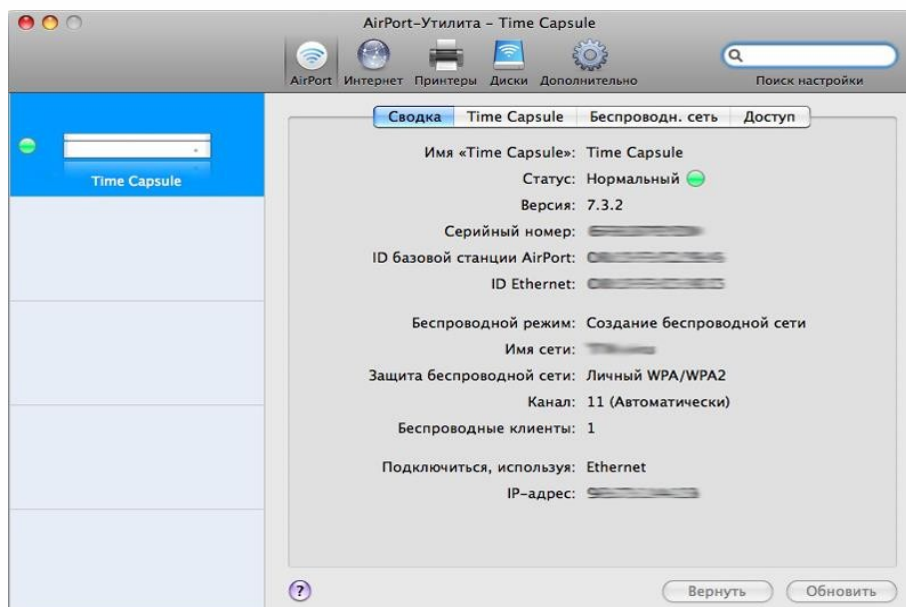 AirPort-Утилита – Time Capsule
AirPort Интернет Принтеры Диски Дополнительно Поиск настройки
Time Capsule
Сводка Time Capsule Беспроводн. сеть Доступ
Имя «Time Capsule»: Time Capsule
Статус: Нормальный
Версия: 7.3.2
Серийный номер:
ID базовой станции AirPort:
ID Ethernet:
Беспроводной режим: Создание беспроводной сети
Имя сети:
Защита беспроводной сети: Личный WPA/WPA2
Канал: 11 (Автоматически)
Беспроводные клиенты: 1
Подключиться, используя: Ethernet
IP-адрес:
?
Вернуть Обновить